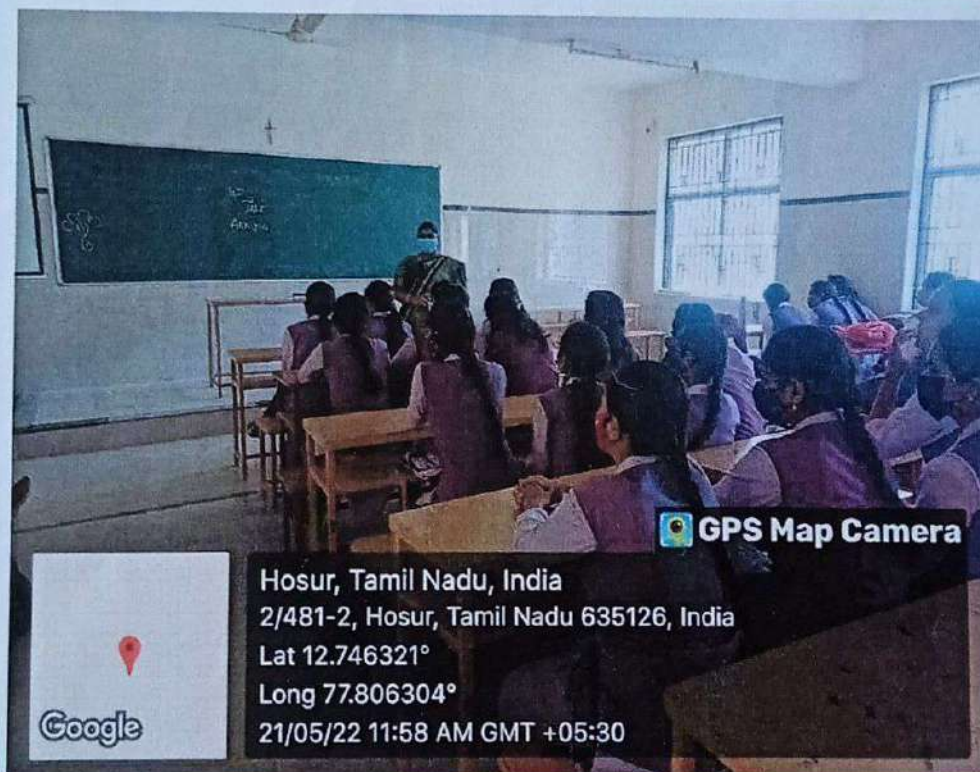 GPS Map Camera
Hosur, Tamil Nadu, India
2/481-2, Hosur, Tamil Nadu 635126, India
Lat 12.746321°
Long 77.806304°
21/05/22 11:58 AM GMT +05:30
Google